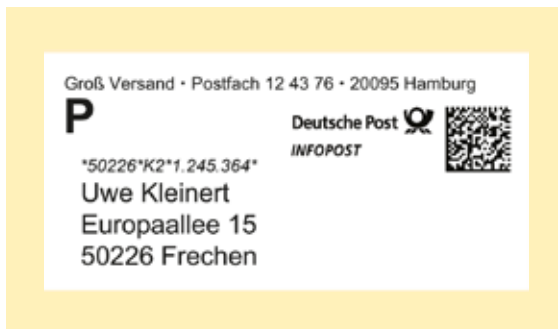 Groß Versand · Postfach 12 43 76 · 20095 Hamburg
P
Deutsche Post
INFOPOST
*50226*K2*1.245.364*
Uwe Kleinert
Europaallee 15
50226 Frechen